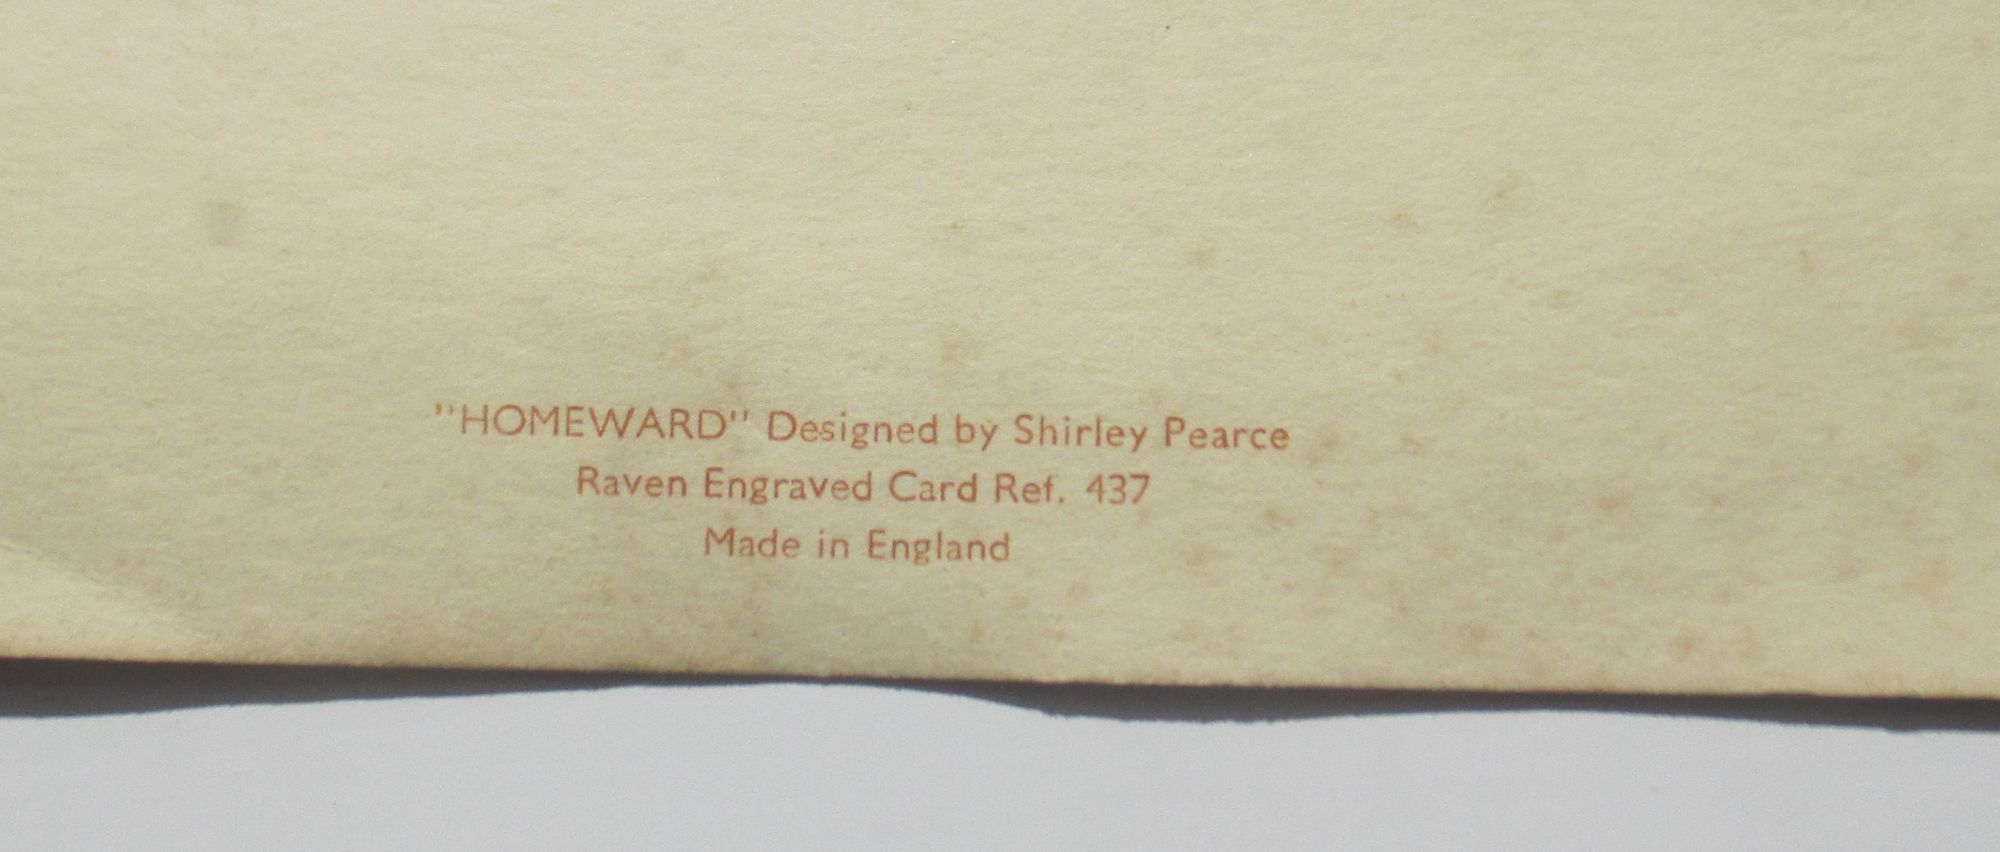 "HOMEWARD" Designed by Shirley Pearce
Raven Engraved Card Ref. 437
Made in England